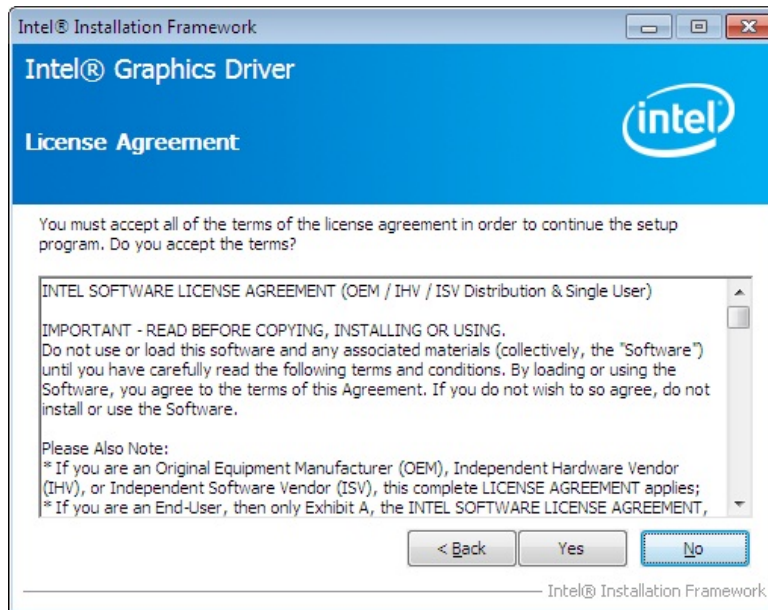 Intel® Installation Framework
Intel® Graphics Driver
intel
License Agreement
You must accept all of the terms of the license agreement in order to continue the setup
program. Do you accept the terms?
INTEL SOFTWARE LICENSE AGREEMENT (OEM / IHV / ISV Distribution & Single User)
IMPORTANT - READ BEFORE COPYING, INSTALLING OR USING.
Do not use or load this software and any associated materials (collectively, the "Software")
until you have carefully read the following terms and conditions. By loading or using the
Software, you agree to the terms of this Agreement. If you do not wish to so agree, do not
install or use the Software.
Please Also Note:
* If you are an Original Equipment Manufacturer (OEM), Independent Hardware Vendor
(IHV), or Independent Software Vendor (ISV), this complete LICENSE AGREEMENT applies;
* If you are an End-User, then only Exhibit A, the INTEL SOFTWARE LICENSE AGREEMENT,
< Back
Yes
No
Intel® Installation Framework